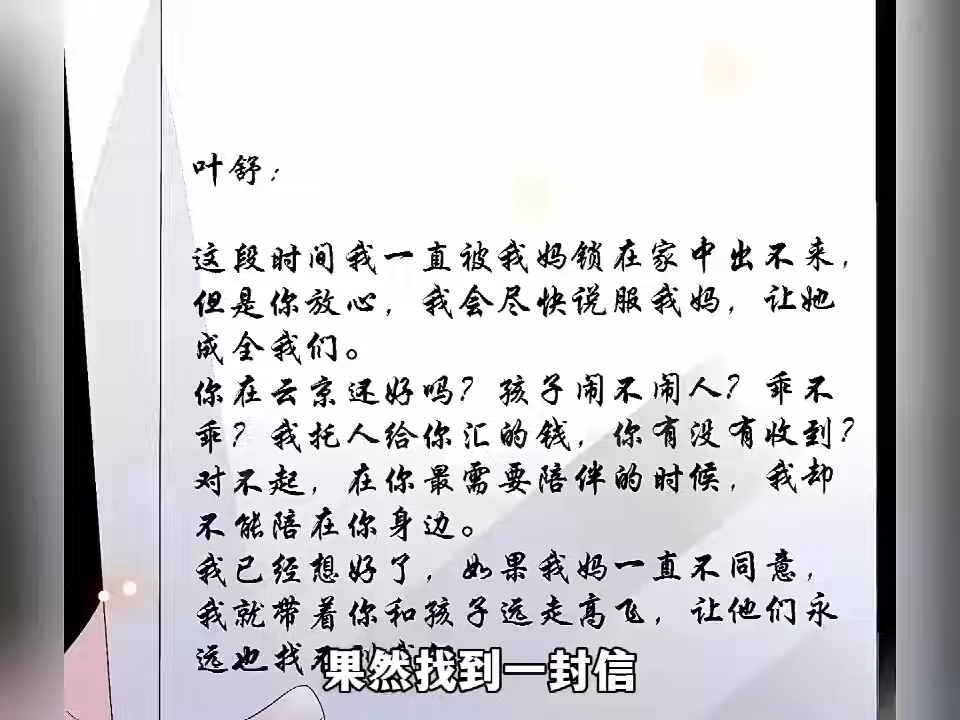 叶舒：
这段时间我一直被我妈锁在家中出不来，
但是你放心，我会尽快说服我妈，让她
成全我们。
你在云京还好吗？孩子闹不闹人？乖不
乖？我托人给你汇的钱，你有没有收到？
对不起，在你最需要陪伴的时候，我却
不能陪在你身边。
我已经想好了，如果我妈一直不同意，
我就带着你和孩子远走高飞，让他们永
远也找不到
果然找到一封信